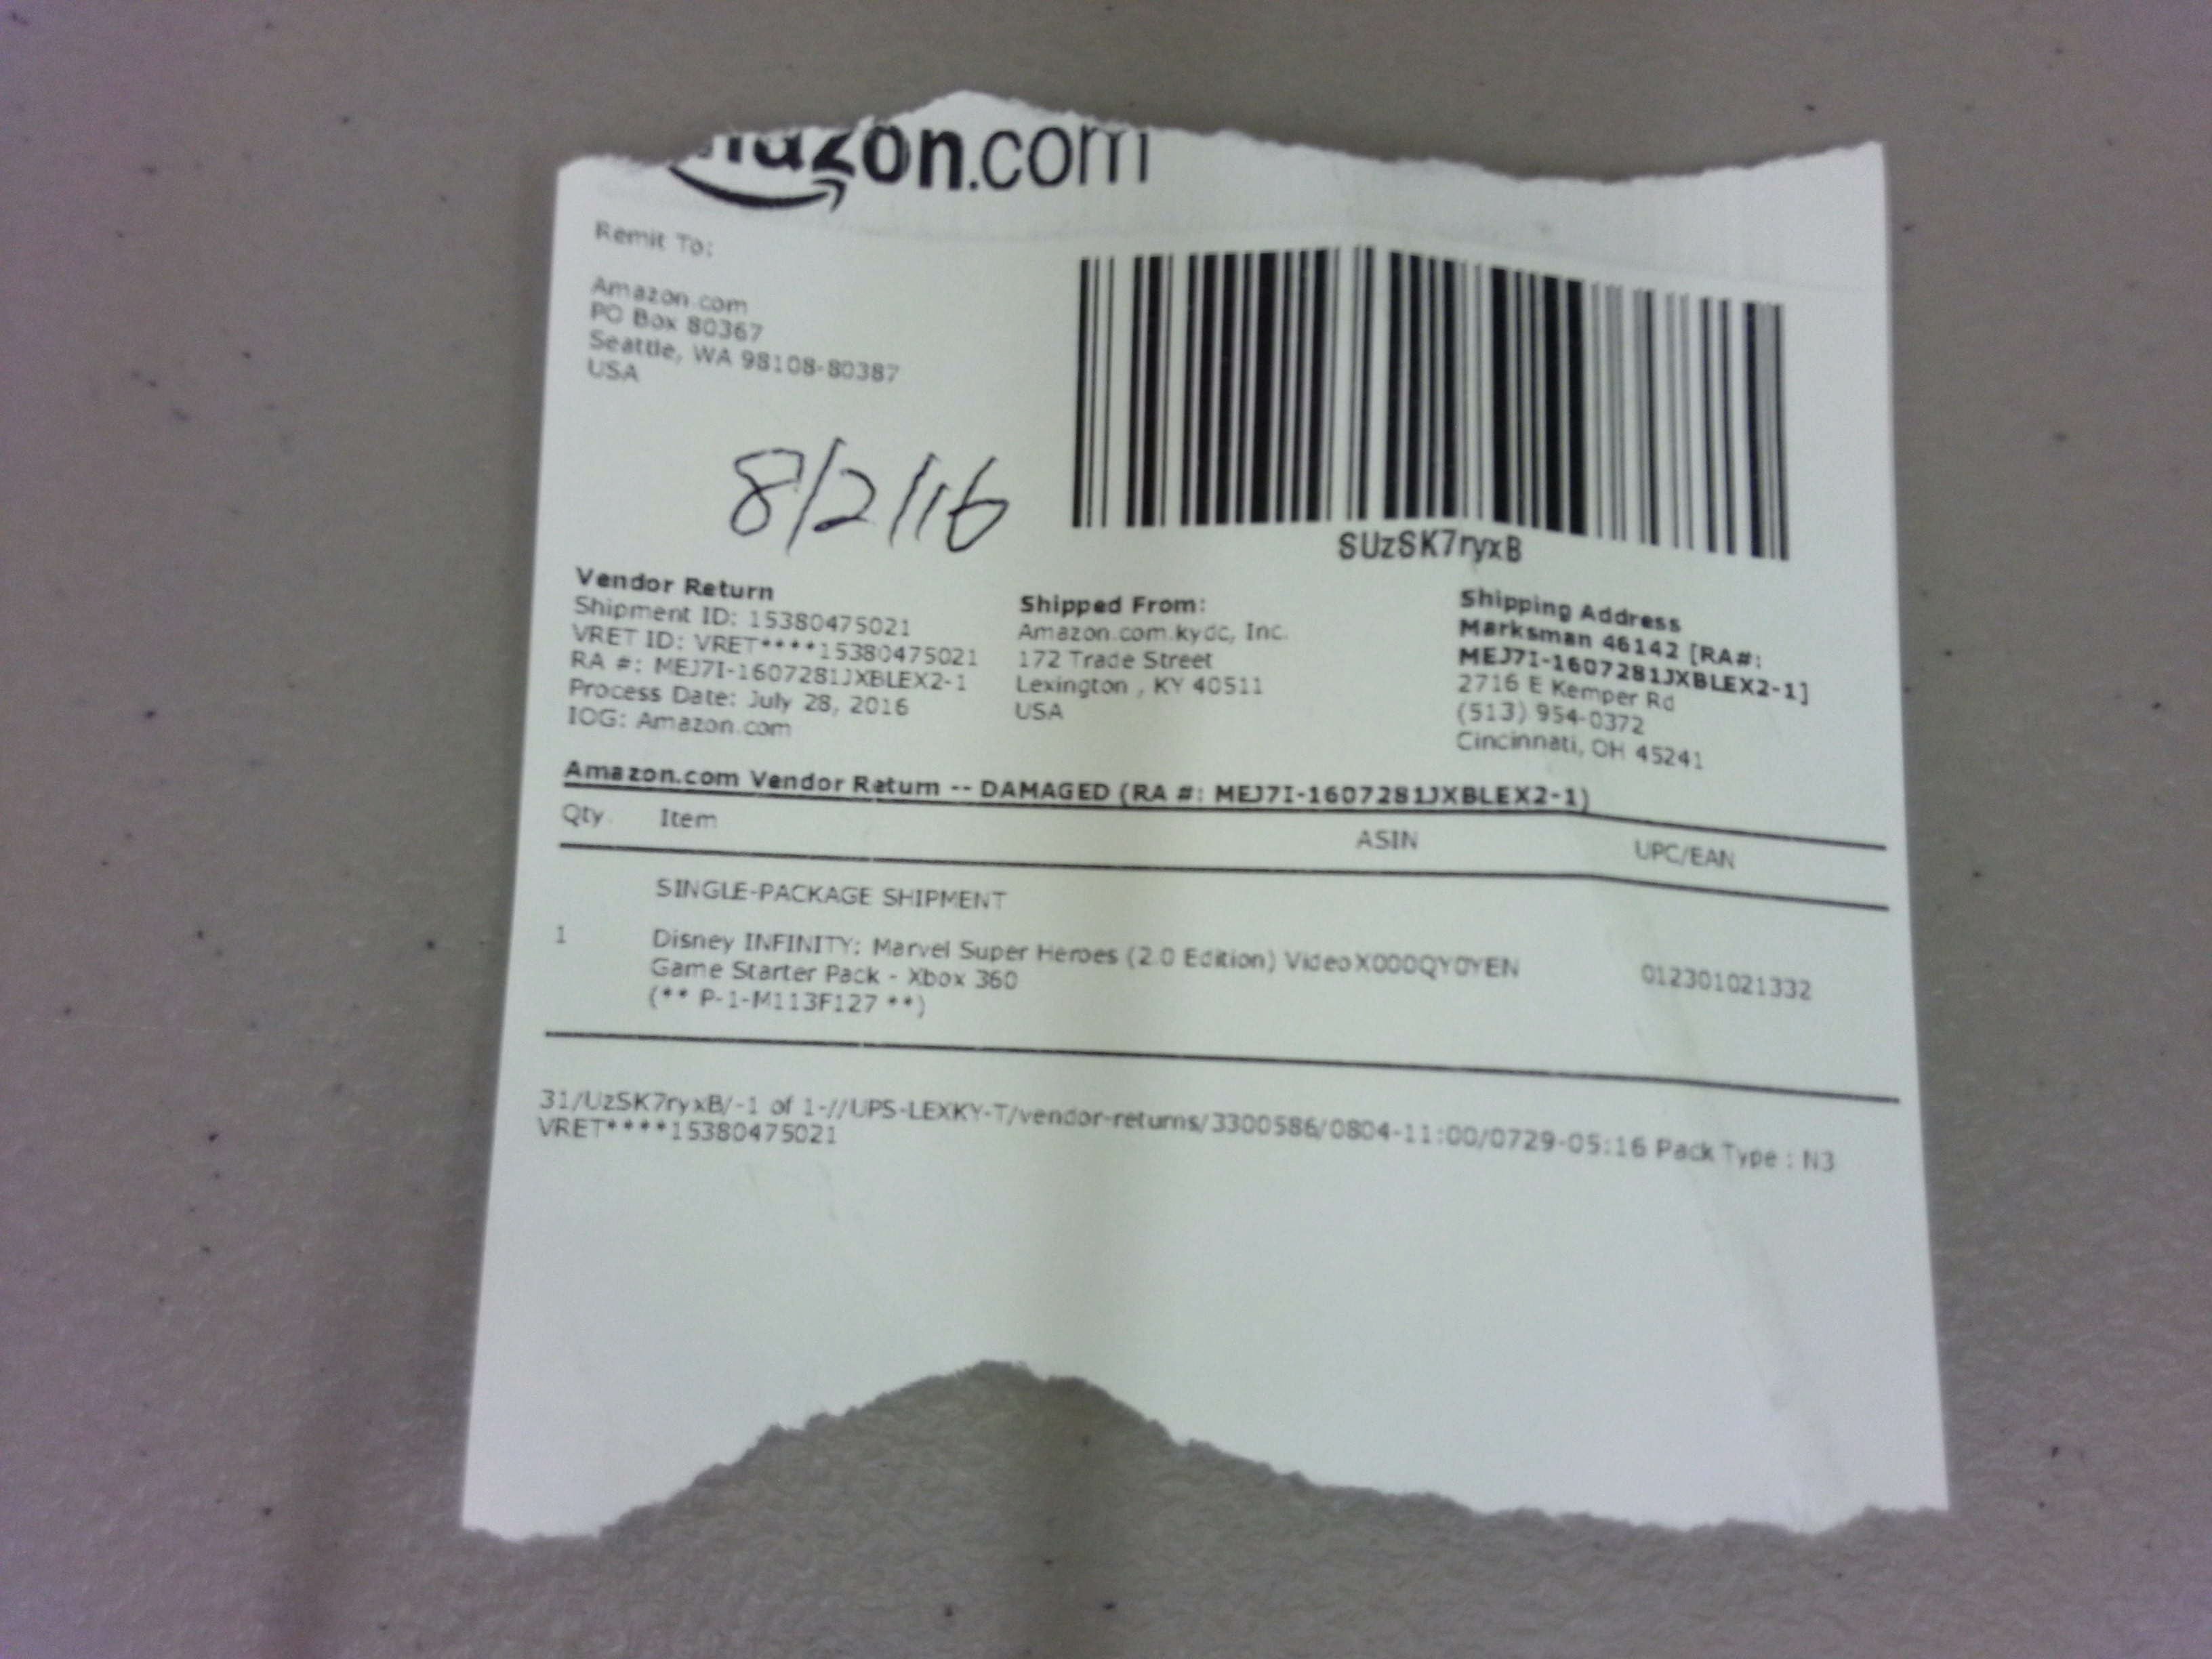 amazon.com
Remit To:
Amazon.com
PO Box 80367
Seattle, WA 98108-80387
USA
8/2/16
SUzSK7ryxB
Vendor Return
Shipment ID: 15380475021
VRET ID: VRET****15380475021
RA #: MEJ7I-1607281JXBLEX2-1
Process Date: July 28, 2016
IOG: Amazon.com
Shipped From:
Amazon.com.kydc, Inc.
172 Trade Street
Lexington , KY 40511
USA
Shipping Address
Marksman 46142 [RA#:
MEJ7I-1607281JXBLEX2-1]
2716 E Kemper Rd
(513) 954-0372
Cincinnati, OH 45241
Amazon.com Vendor Return -- DAMAGED (RA #: MEJ7I-1607281JXBLEX2-1)
Qty. Item ASIN UPC/EAN
SINGLE-PACKAGE SHIPMENT
1 Disney INFINITY: Marvel Super Heroes (2.0 Edition) Video X000QY0YEN 012301021332
Game Starter Pack - Xbox 360
(** P-1-M113F127 **)
31/UzSK7ryxB/-1 of 1-//UPS-LEXKY-T/vendor-returns/3300586/0804-11:00/0729-05:16 Pack Type : N3
VRET****15380475021